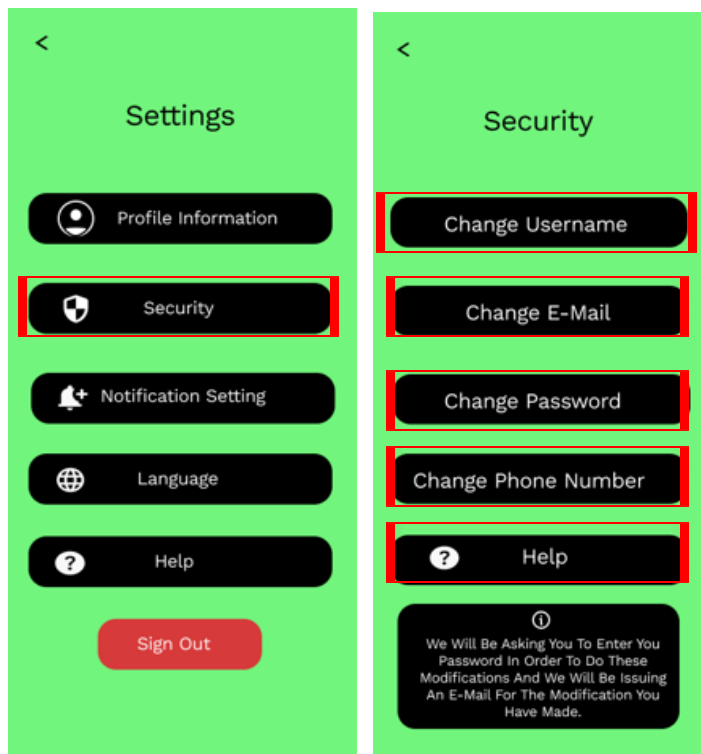 <
Settings
Profile Information
Security
Notification Setting
Language
? Help
Sign Out
<
Security
Change Username
Change E-Mail
Change Password
Change Phone Number
? Help
i
We Will Be Asking You To Enter You
Password In Order To Do These
Modifications And We Will Be Issuing
An E-Mail For The Modification You
Have Made.